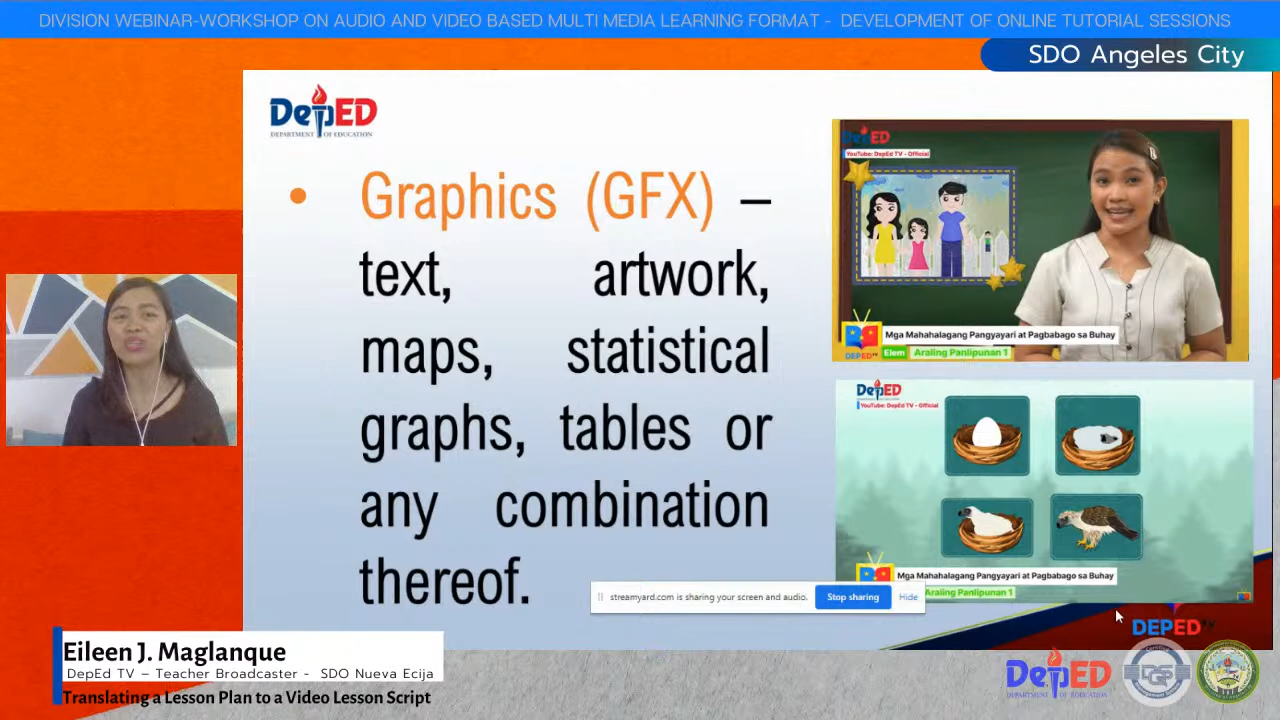 DIVISION WEBINAR-WORKSHOP ON AUDIO AND VIDEO BASED MULTI MEDIA LEARNING FORMAT - DEVELOPMENT OF ONLINE TUTORIAL SESSIONS
SDO Angeles City
DepED
DEPARTMENT OF EDUCATION
• Graphics (GFX) –
text, artwork,
maps, statistical
graphs, tables or
any combination
thereof.
DepED
YouTube: DepEd TV - Official
DEPED
Mga Mahahalagang Pangyayari at Pagbabago sa Buhay
Elem Araling Panlipunan 1
DepED
YouTube: DepEd TV - Official
Mga Mahahalagang Pangyayari at Pagbabago sa Buhay
Araling Panlipunan 1
streamyard.com is sharing your screen and audio. Stop sharing Hide
DEPED
Eileen J. Maglanque
DepEd TV – Teacher Broadcaster - SDO Nueva Ecija
Translating a Lesson Plan to a Video Lesson Script
DepED
DEPARTMENT OF EDUCATION